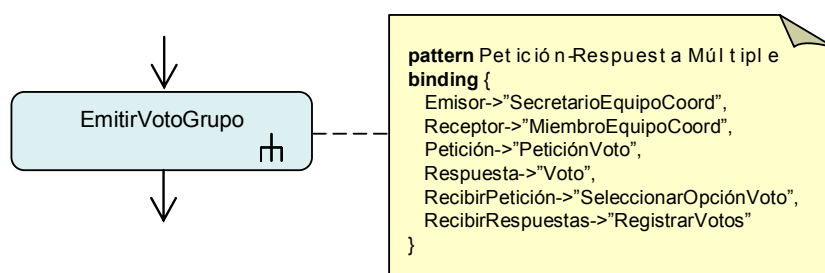 EmitirVotoGrupo
pattern Petición-Respuesta Múltiple
binding {
Emisor->”SecretarioEquipoCoord”,
Receptor->”MiembroEquipoCoord”,
Petición->”PeticiónVoto”,
Respuesta->”Voto”,
RecibirPetición->”SeleccionarOpciónVoto”,
RecibirRespuestas->”RegistrarVotos”
}